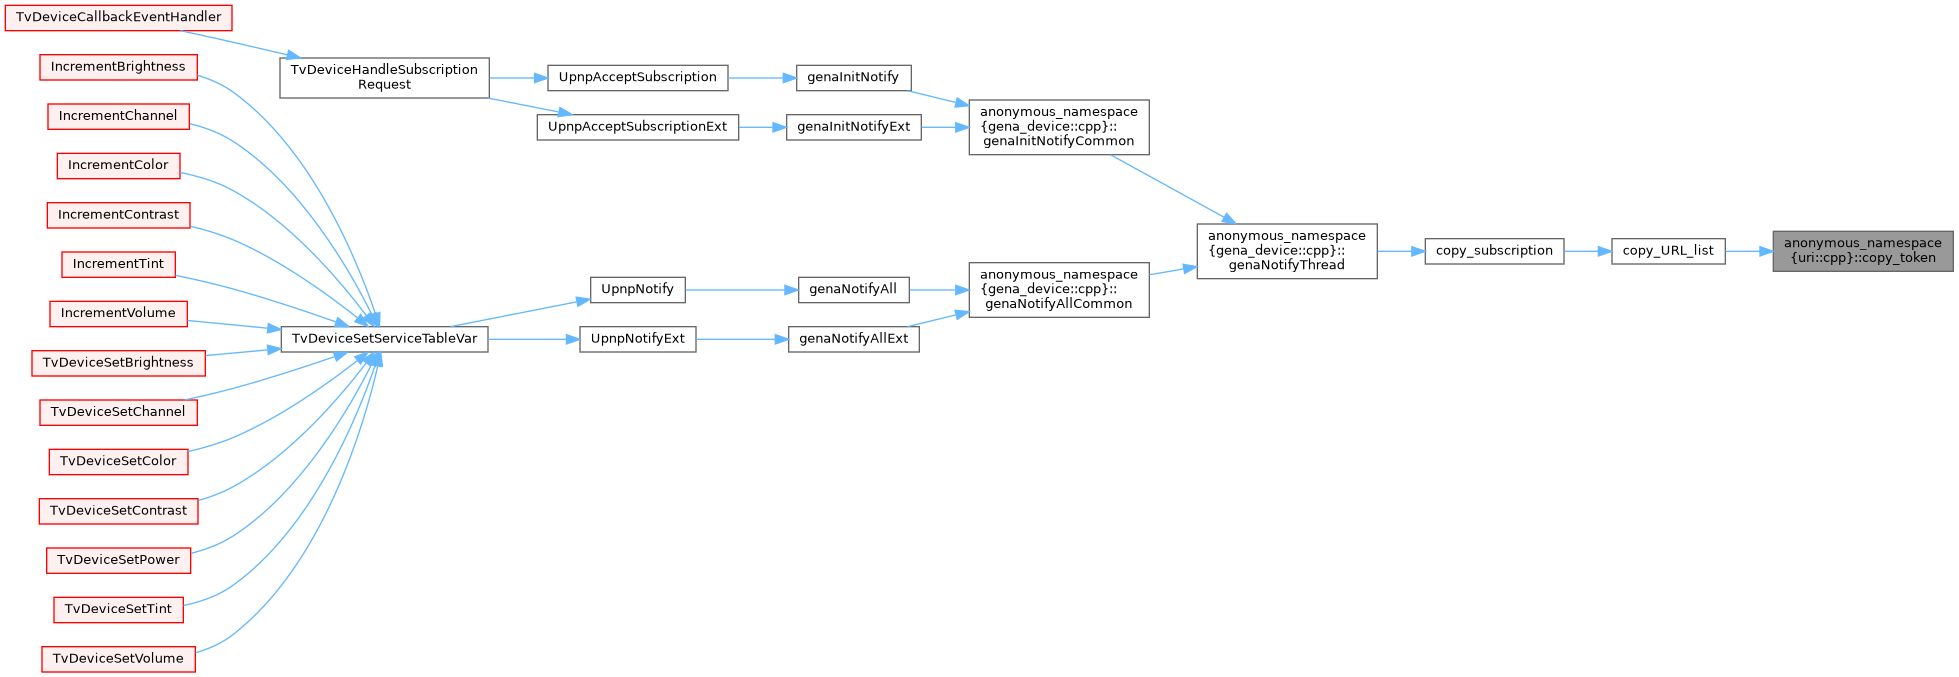 TvDeviceCallbackEventHandler
IncrementBrightness
IncrementChannel
IncrementColor
IncrementContrast
IncrementTint
IncrementVolume
TvDeviceSetBrightness
TvDeviceSetChannel
TvDeviceSetColor
TvDeviceSetContrast
TvDeviceSetPower
TvDeviceSetTint
TvDeviceSetVolume
TvDeviceHandleSubscription
Request
TvDeviceSetServiceTableVar
UpnpAcceptSubscription
UpnpAcceptSubscriptionExt
UpnpNotify
UpnpNotifyExt
genaInitNotify
genaInitNotifyExt
genaNotifyAll
genaNotifyAllExt
anonymous_namespace
{gena_device::cpp}::
genaInitNotifyCommon
anonymous_namespace
{gena_device::cpp}::
genaNotifyAllCommon
anonymous_namespace
{gena_device::cpp}::
genaNotifyThread
copy_subscription
copy_URL_list
anonymous_namespace
{uri::cpp}::copy_token